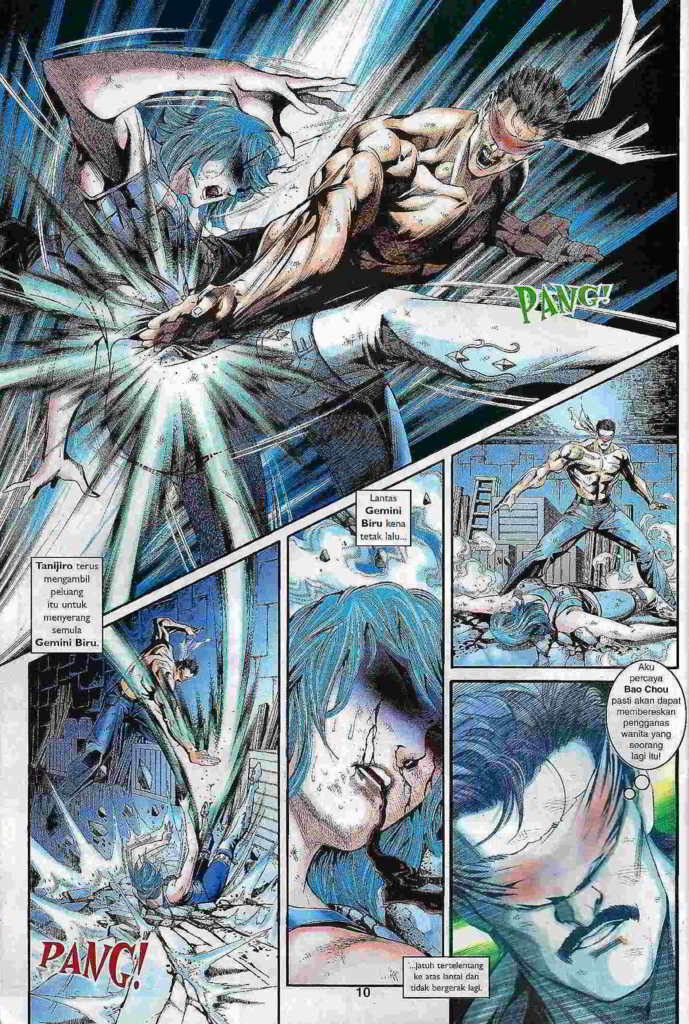 PANG!
Tanijiro terus
mengambil
peluang
itu untuk
menyerang
semula
Gemini Biru.
PANG!
Lantas
Gemini
Biru kena
tetak lalu...
...Jatuh tertelentang
ke atas lantai dan
tidak bergerak lagi.
Aku
percaya
Bao Chou
pasti akan dapat
membereskan
pengganas
wanita yang
seorang
lagi itu!
10